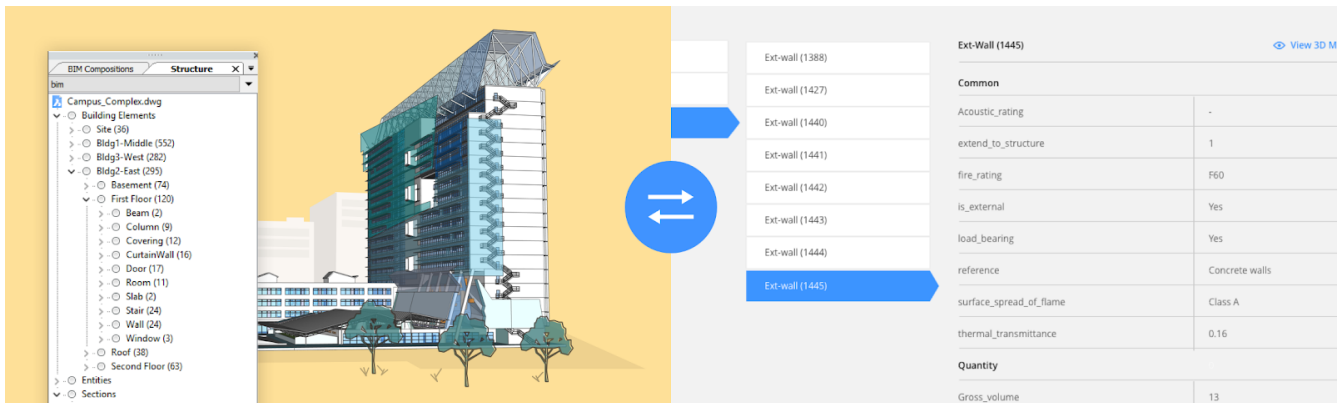 BIM Compositions
Structure
bim
Campus_Complex.dwg
Building Elements
Site (36)
Bldg1-Middle (552)
Bldg3-West (282)
Bldg2-East (295)
Basement (74)
First Floor (120)
Beam (2)
Column (9)
Covering (12)
CurtainWall (16)
Door (17)
Room (11)
Slab (2)
Stair (24)
Wall (24)
Window (3)
Roof (38)
Second Floor (63)
Entities
Sections
Ext-wall (1388)
Ext-wall (1427)
Ext-wall (1440)
Ext-wall (1441)
Ext-wall (1442)
Ext-wall (1443)
Ext-wall (1444)
Ext-wall (1445)
Ext-Wall (1445) View 3D M
Common
Acoustic_rating -
extend_to_structure 1
fire_rating F60
is_external Yes
load_bearing Yes
reference Concrete walls
surface_spread_of_flame Class A
thermal_transmittance 0.16
Quantity
Gross_volume 13